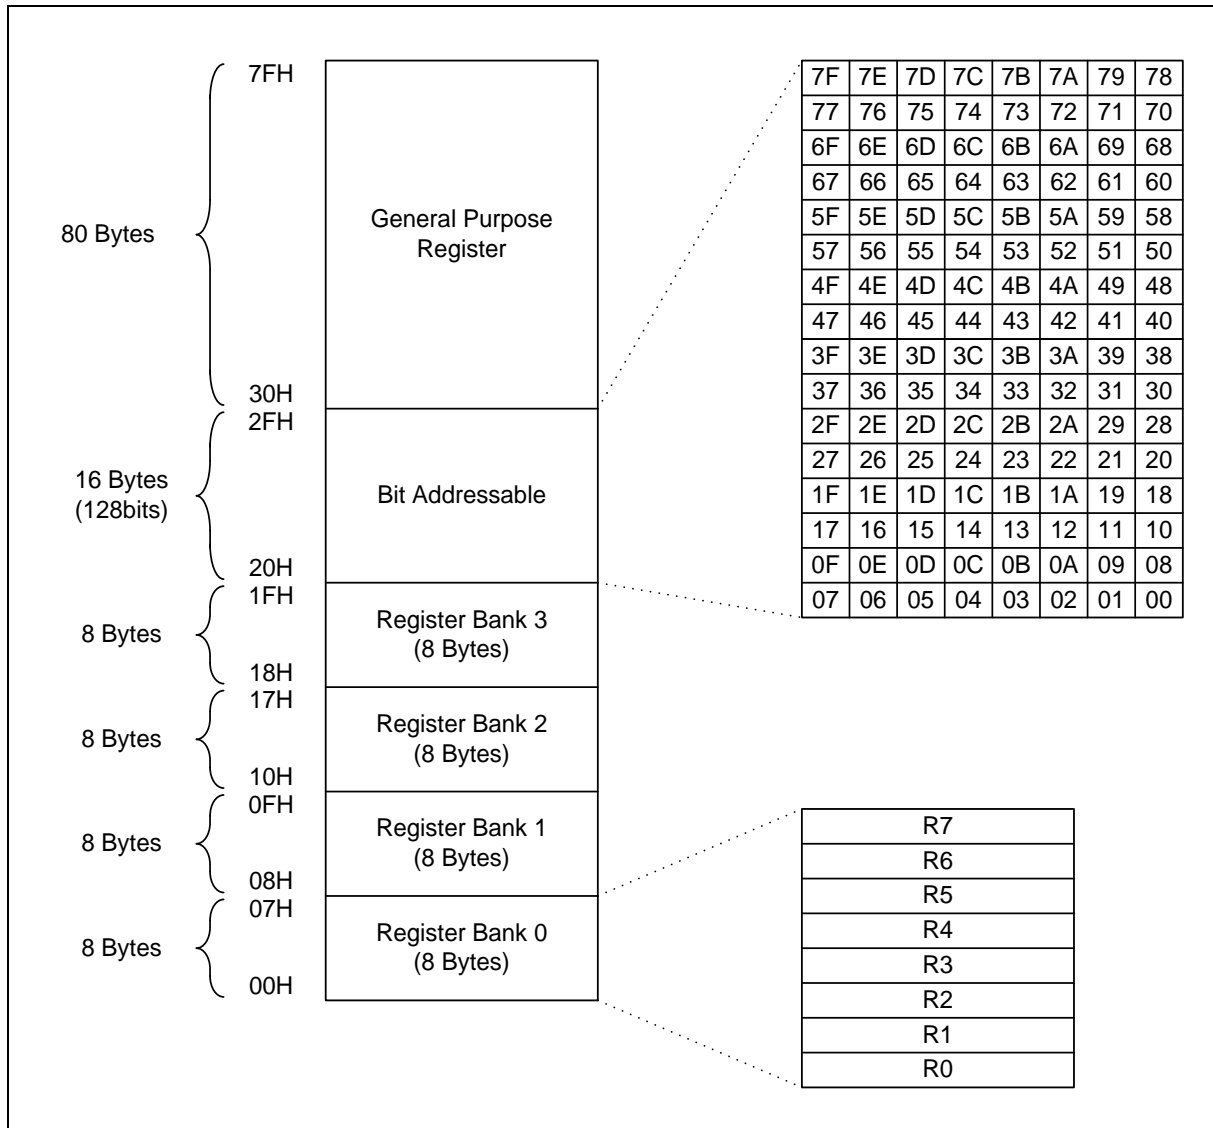 7FH
General Purpose
Register
80 Bytes
30H
2FH
16 Bytes
(128bits)
Bit Addressable
20H
1FH
8 Bytes
Register Bank 3
(8 Bytes)
18H
17H
8 Bytes
Register Bank 2
(8 Bytes)
10H
0FH
8 Bytes
Register Bank 1
(8 Bytes)
08H
07H
8 Bytes
Register Bank 0
(8 Bytes)
00H
7F 7E 7D 7C 7B 7A 79 78
77 76 75 74 73 72 71 70
6F 6E 6D 6C 6B 6A 69 68
67 66 65 64 63 62 61 60
5F 5E 5D 5C 5B 5A 59 58
57 56 55 54 53 52 51 50
4F 4E 4D 4C 4B 4A 49 48
47 46 45 44 43 42 41 40
3F 3E 3D 3C 3B 3A 39 38
37 36 35 34 33 32 31 30
2F 2E 2D 2C 2B 2A 29 28
27 26 25 24 23 22 21 20
1F 1E 1D 1C 1B 1A 19 18
17 16 15 14 13 12 11 10
0F 0E 0D 0C 0B 0A 09 08
07 06 05 04 03 02 01 00
R7
R6
R5
R4
R3
R2
R1
R0